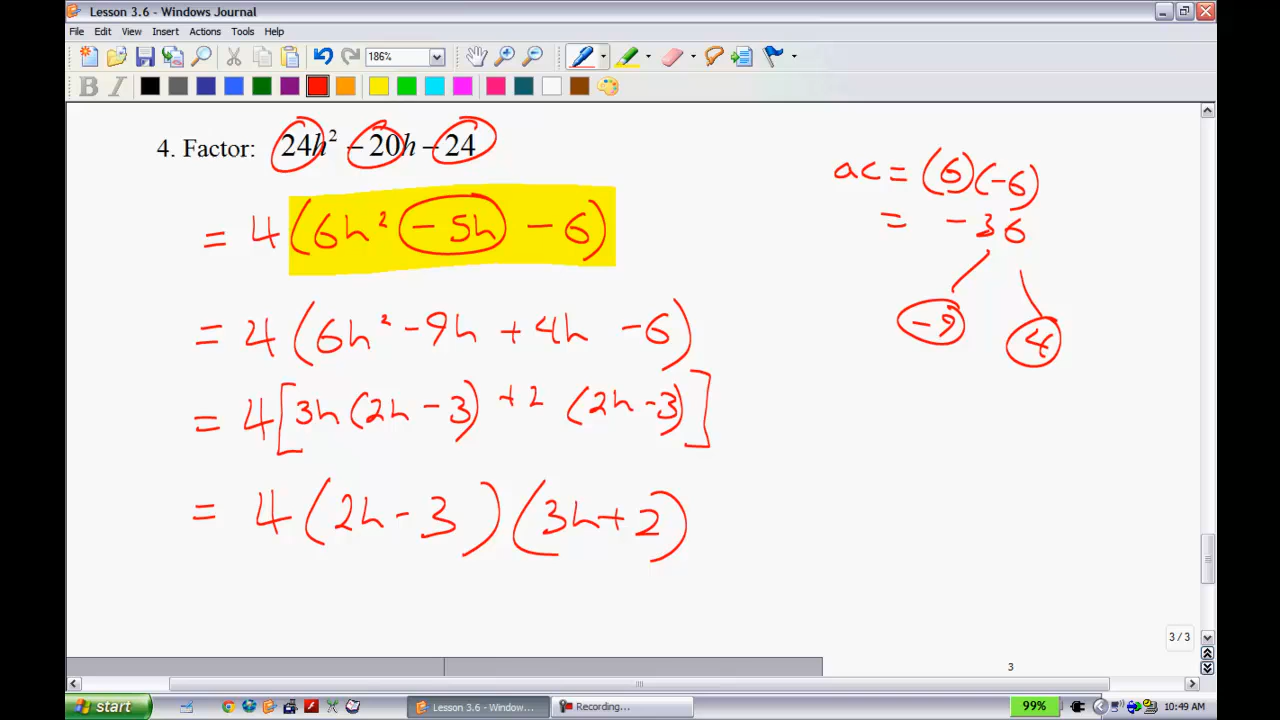 Lesson 3.6 - Windows Journal
File Edit View Insert Actions Tools Help
186%
B I
4. Factor: 24h² – 20h – 24
= 4 (6h² - 5h - 6)
= 4 (6h² - 9h + 4h - 6)
= 4 [3h (2h - 3) + 2 (2h - 3)]
= 4 (2h - 3) (3h + 2)
ac = (6)(-6)
= -36
-9 4
3 / 3
3
start
Lesson 3.6 - Window...
Recording...
99%
10:49 AM